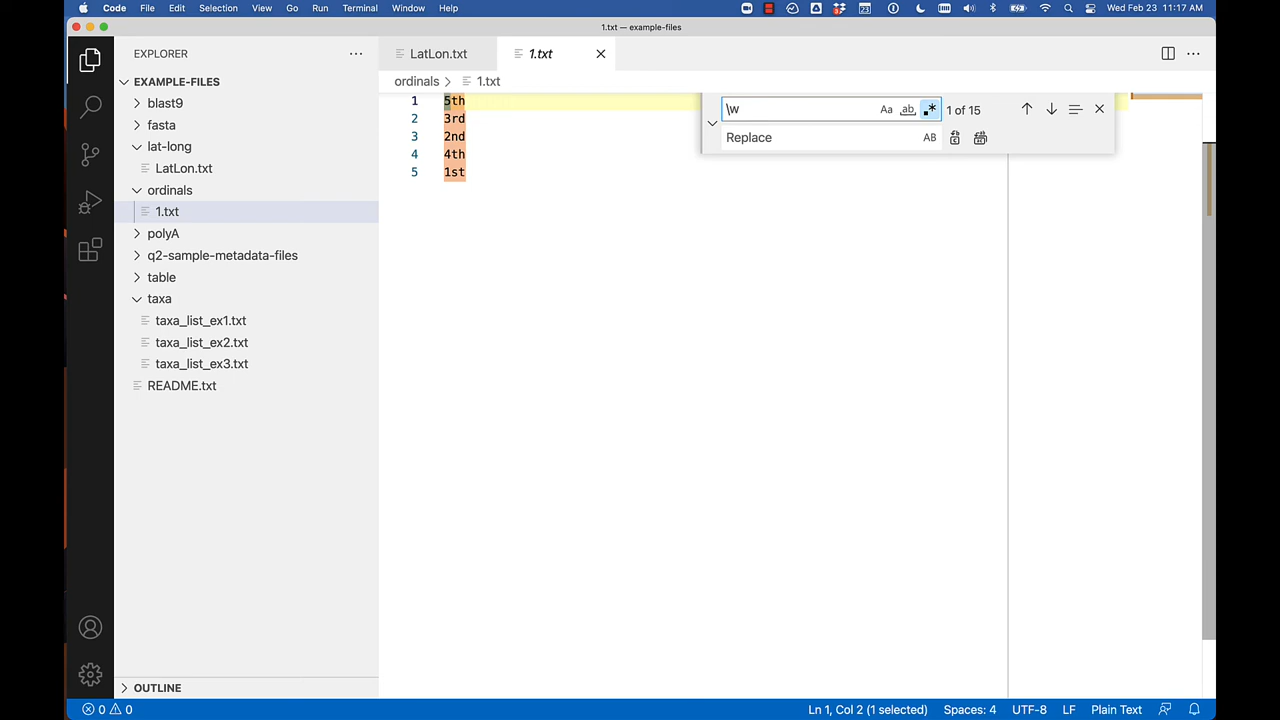 Code File Edit Selection View Go Run Terminal Window Help Wed Feb 23 11:17 AM
1.txt — example-files
EXPLORER
LatLon.txt
1.txt
EXAMPLE-FILES
blast9
fasta
lat-long
LatLon.txt
ordinals
1.txt
polyA
q2-sample-metadata-files
table
taxa
taxa_list_ex1.txt
taxa_list_ex2.txt
taxa_list_ex3.txt
README.txt
OUTLINE
ordinals > 1.txt
1 5th
2 3rd
3 2nd
4 4th
5 1st
\w Aa ab .* 1 of 15
Replace AB
0 0 Ln 1, Col 2 (1 selected) Spaces: 4 UTF-8 LF Plain Text